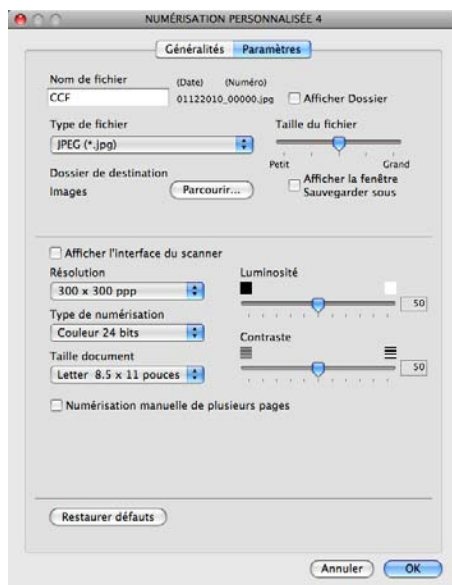 NUMÉRISATION PERSONNALISÉE 4
Généralités Paramètres
Nom de fichier (Date) (Numéro)
CCF 01122010_00000.jpg Afficher Dossier
Type de fichier Taille du fichier
JPEG (*.jpg)
Petit Grand
Dossier de destination Afficher la fenêtre
Images Parcourir... Sauvegarder sous
Afficher l'interface du scanner
Résolution Luminosité
300 x 300 ppp 50
Type de numérisation
Couleur 24 bits Contraste
Taille document
Letter 8.5 x 11 pouces 50
Numérisation manuelle de plusieurs pages
Restaurer défauts
Annuler OK